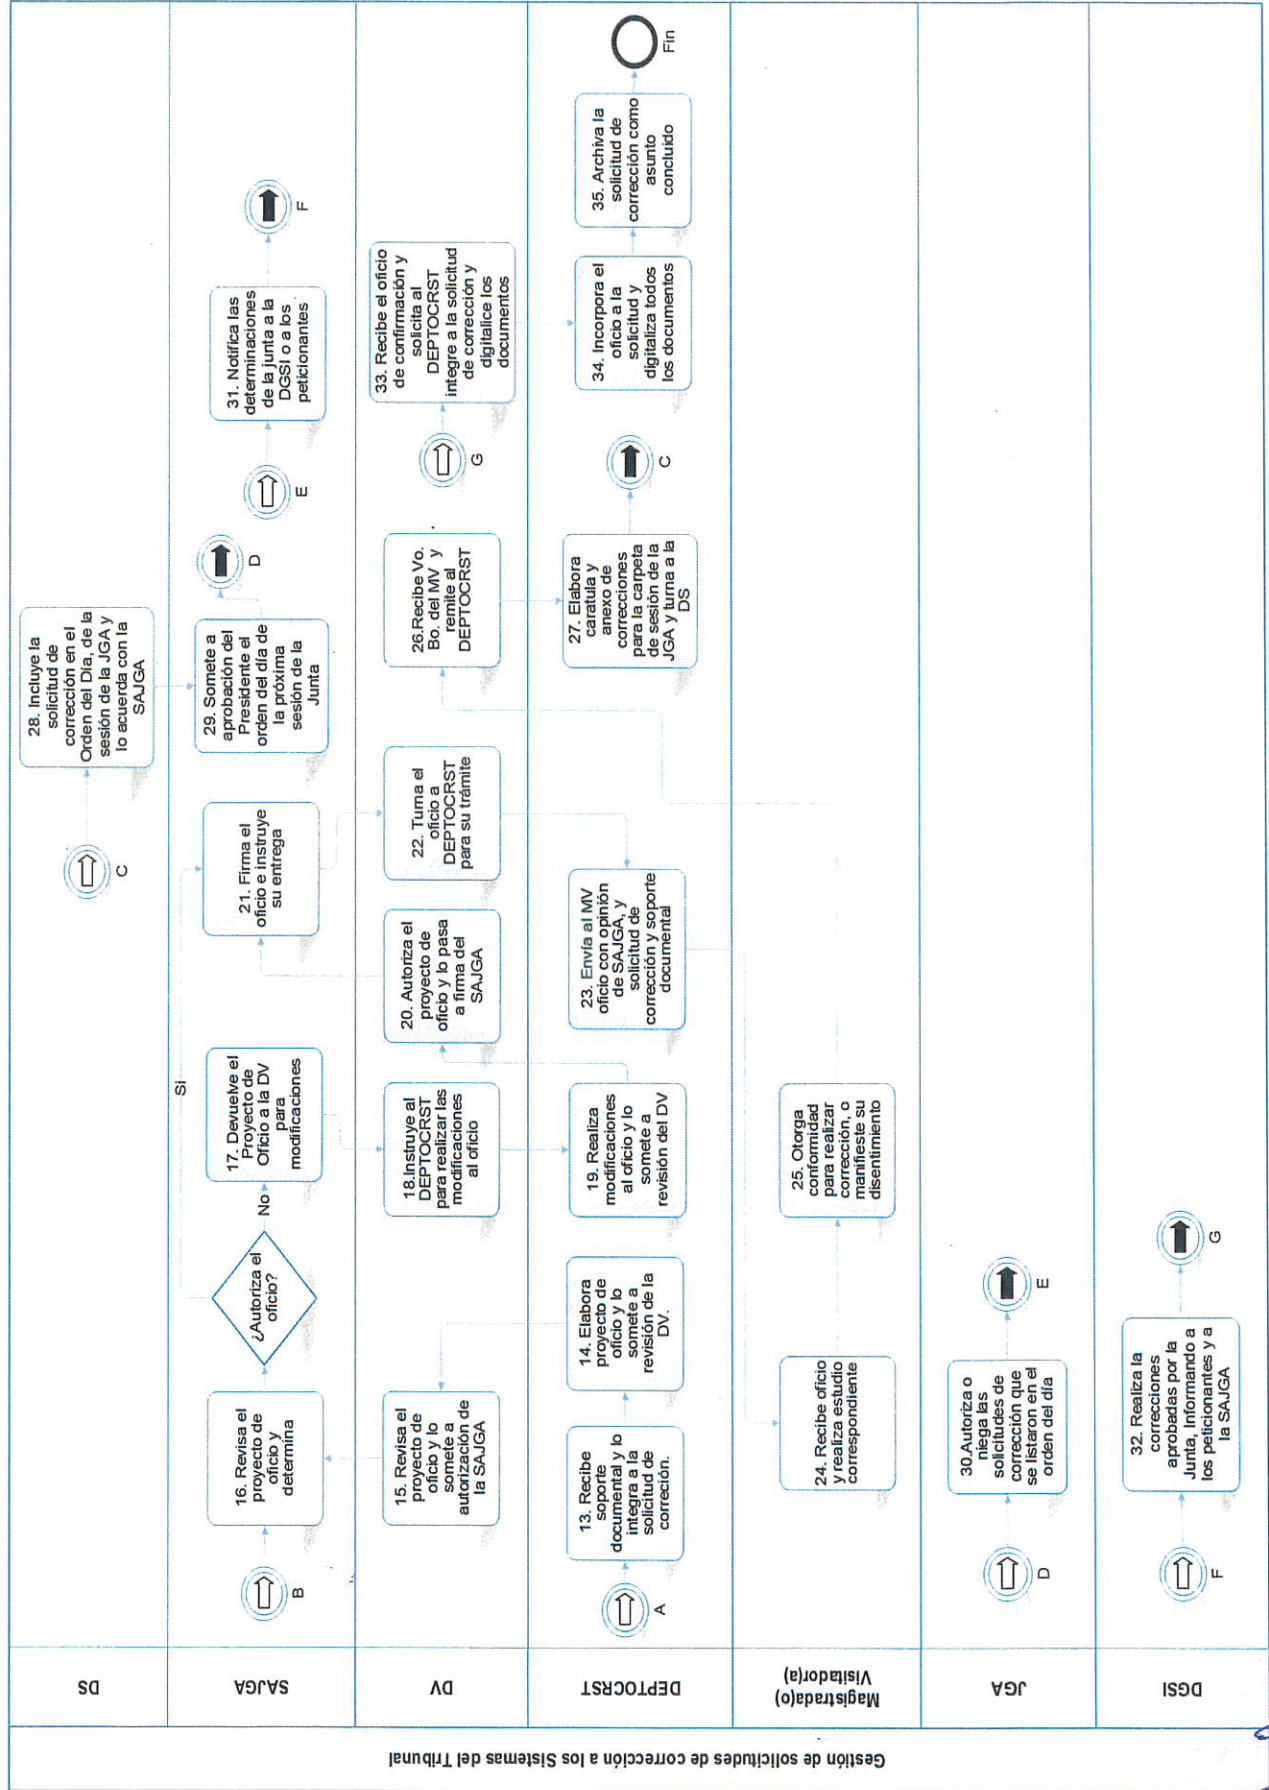 Gestión de solicitudes de corrección a los Sistemas del Tribunal
DS
C
28. Incluye la
solicitud de
corrección en el
Orden del Día, de la
sesión de la JGA y
lo acuerda con la
SAJGA
SAJGA
B
16. Revisa el
proyecto de
oficio y
determina
¿Autoriza el
oficio?
No
Si
17. Devuelve el
Proyecto de
Oficio a la DV
para
modificaciones
21. Firma el
oficio e instruye
su entrega
29. Somete a
aprobación del
Presidente el
orden del día de
la próxima
sesión de la
Junta
D
E
31. Notifica las
determinaciones
de la junta a la
DGSI o a los
peticionantes
F
DV
15. Revisa el
proyecto de
oficio y lo
somete a
autorización de
la SAJGA
18.Instruye al
DEPTOCRST
para realizar las
modificaciones
al oficio
20. Autoriza el
proyecto de
oficio y lo pasa
a firma del
SAJGA
22. Turna el
oficio a
DEPTOCRST
para su trámite
26.Recibe Vo.
Bo. del MV y
remite al
DEPTOCRST
G
33. Recibe el oficio
de confirmación y
solicita al
DEPTOCRST
integre a la solicitud
de corrección y
digitalice los
documentos
DEPTOCRST
A
13. Recibe
soporte
documental y lo
integra a la
solicitud de
correción.
14. Elabora
proyecto de
oficio y lo
somete a
revisión de la
DV.
19. Realiza
modificaciones
al oficio y lo
somete a
revisión del DV
23. Envía al MV
oficio con opinión
de SAJGA, y
solicitud de
corrección y soporte
documental
27. Elabora
caratula y
anexo de
correcciones
para la carpeta
de sesión de la
JGA y turna a la
DS
C
34. Incorpora el
oficio a la
solicitud y
digitaliza todos
los documentos
35. Archiva la
solicitud de
corrección como
asunto
concluido
Fin
Magistrada(o)
Visitador(a)
24. Recibe oficio
y realiza estudio
correspondiente
25. Otorga
conformidad
para realizar
corrección, o
manifieste su
disentimiento
JGA
D
30.Autoriza o
niega las
solicitudes de
corrección que
se listaron en el
orden del día
E
DGSI
F
32. Realiza la
correcciones
aprobadas por la
Junta, Informando a
los peticionantes y a
la SAJGA
G